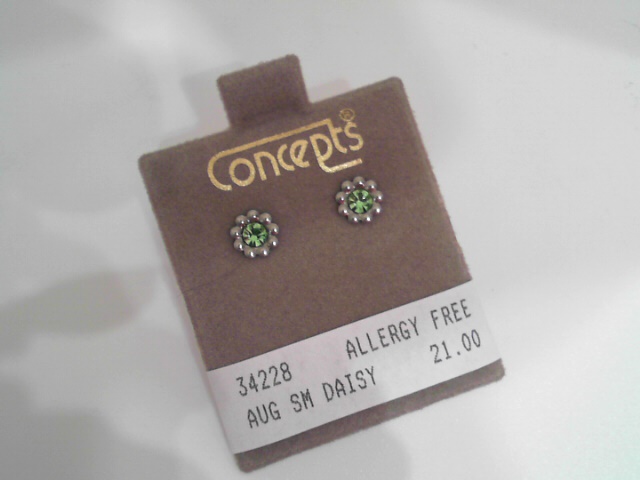 Concepts®
34228 ALLERGY FREE
AUG SM DAISY 21.00